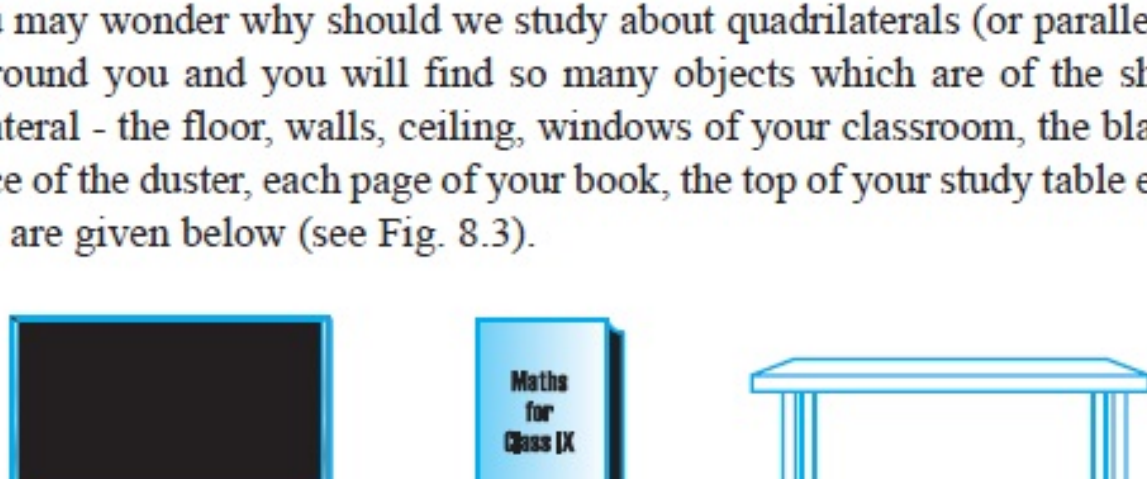 may wonder why should we study about quadrilaterals (or paralle
round you and you will find so many objects which are of the sh
teral - the floor, walls, ceiling, windows of your classroom, the bla
e of the duster, each page of your book, the top of your study table e
are given below (see Fig. 8.3).
Maths
for
Class IX